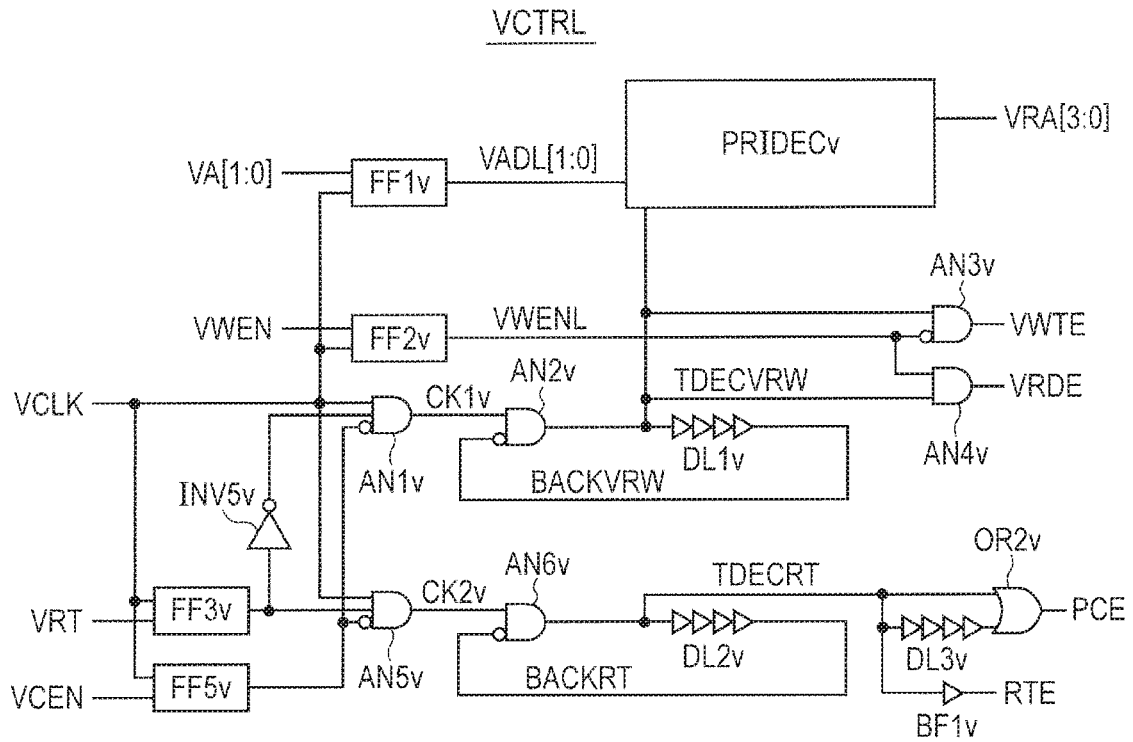 VCTRL
PRIDECv
VRA[3:0]
VA[1:0]
FF1v
VADL[1:0]
AN3v
VWEN
FF2v
VWENL
VWTE
AN2v
TDECVRW
VRDE
VCLK
CK1v
AN1v
DL1v
AN4v
BACKVRW
INV5v
AN6v
TDECRT
OR2v
CK2v
VRT
FF3v
PCE
DL2v
DL3v
AN5v
BACKRT
VCEN
FF5v
RTE
BF1v